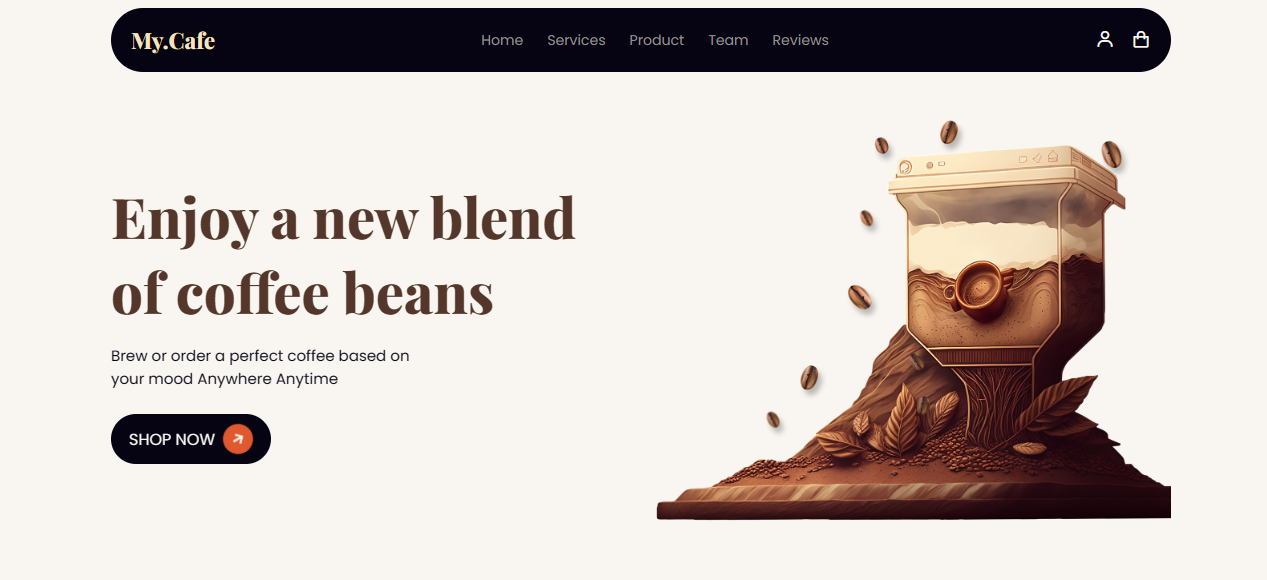 My.Cafe
Home Services Product Team Reviews
Enjoy a new blend
of coffee beans
Brew or order a perfect coffee based on
your mood Anywhere Anytime
SHOP NOW